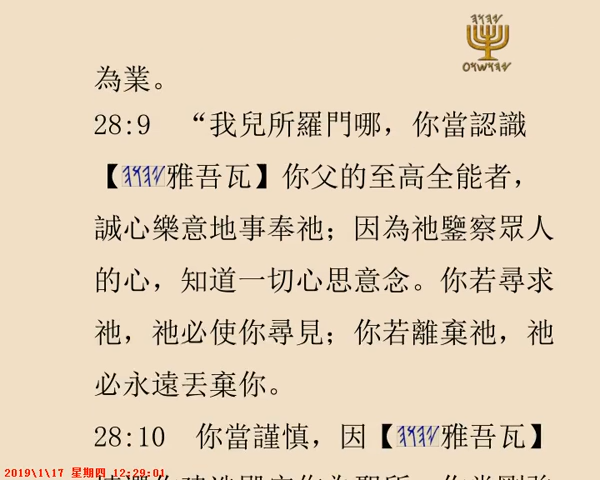 為業。
28:9 “我兒所羅門哪，你當認識
【𐤉𐤄𐤅𐤄雅吾瓦】你父的至高全能者，
誠心樂意地事奉祂；因為祂鑒察眾人
的心，知道一切心思意念。你若尋求
祂，祂必使你尋見；你若離棄祂，祂
必永遠丟棄你。
28:10 你當謹慎，因【𐤉𐤄𐤅𐤄雅吾瓦】
2019\1\17 星期四 12:29:01